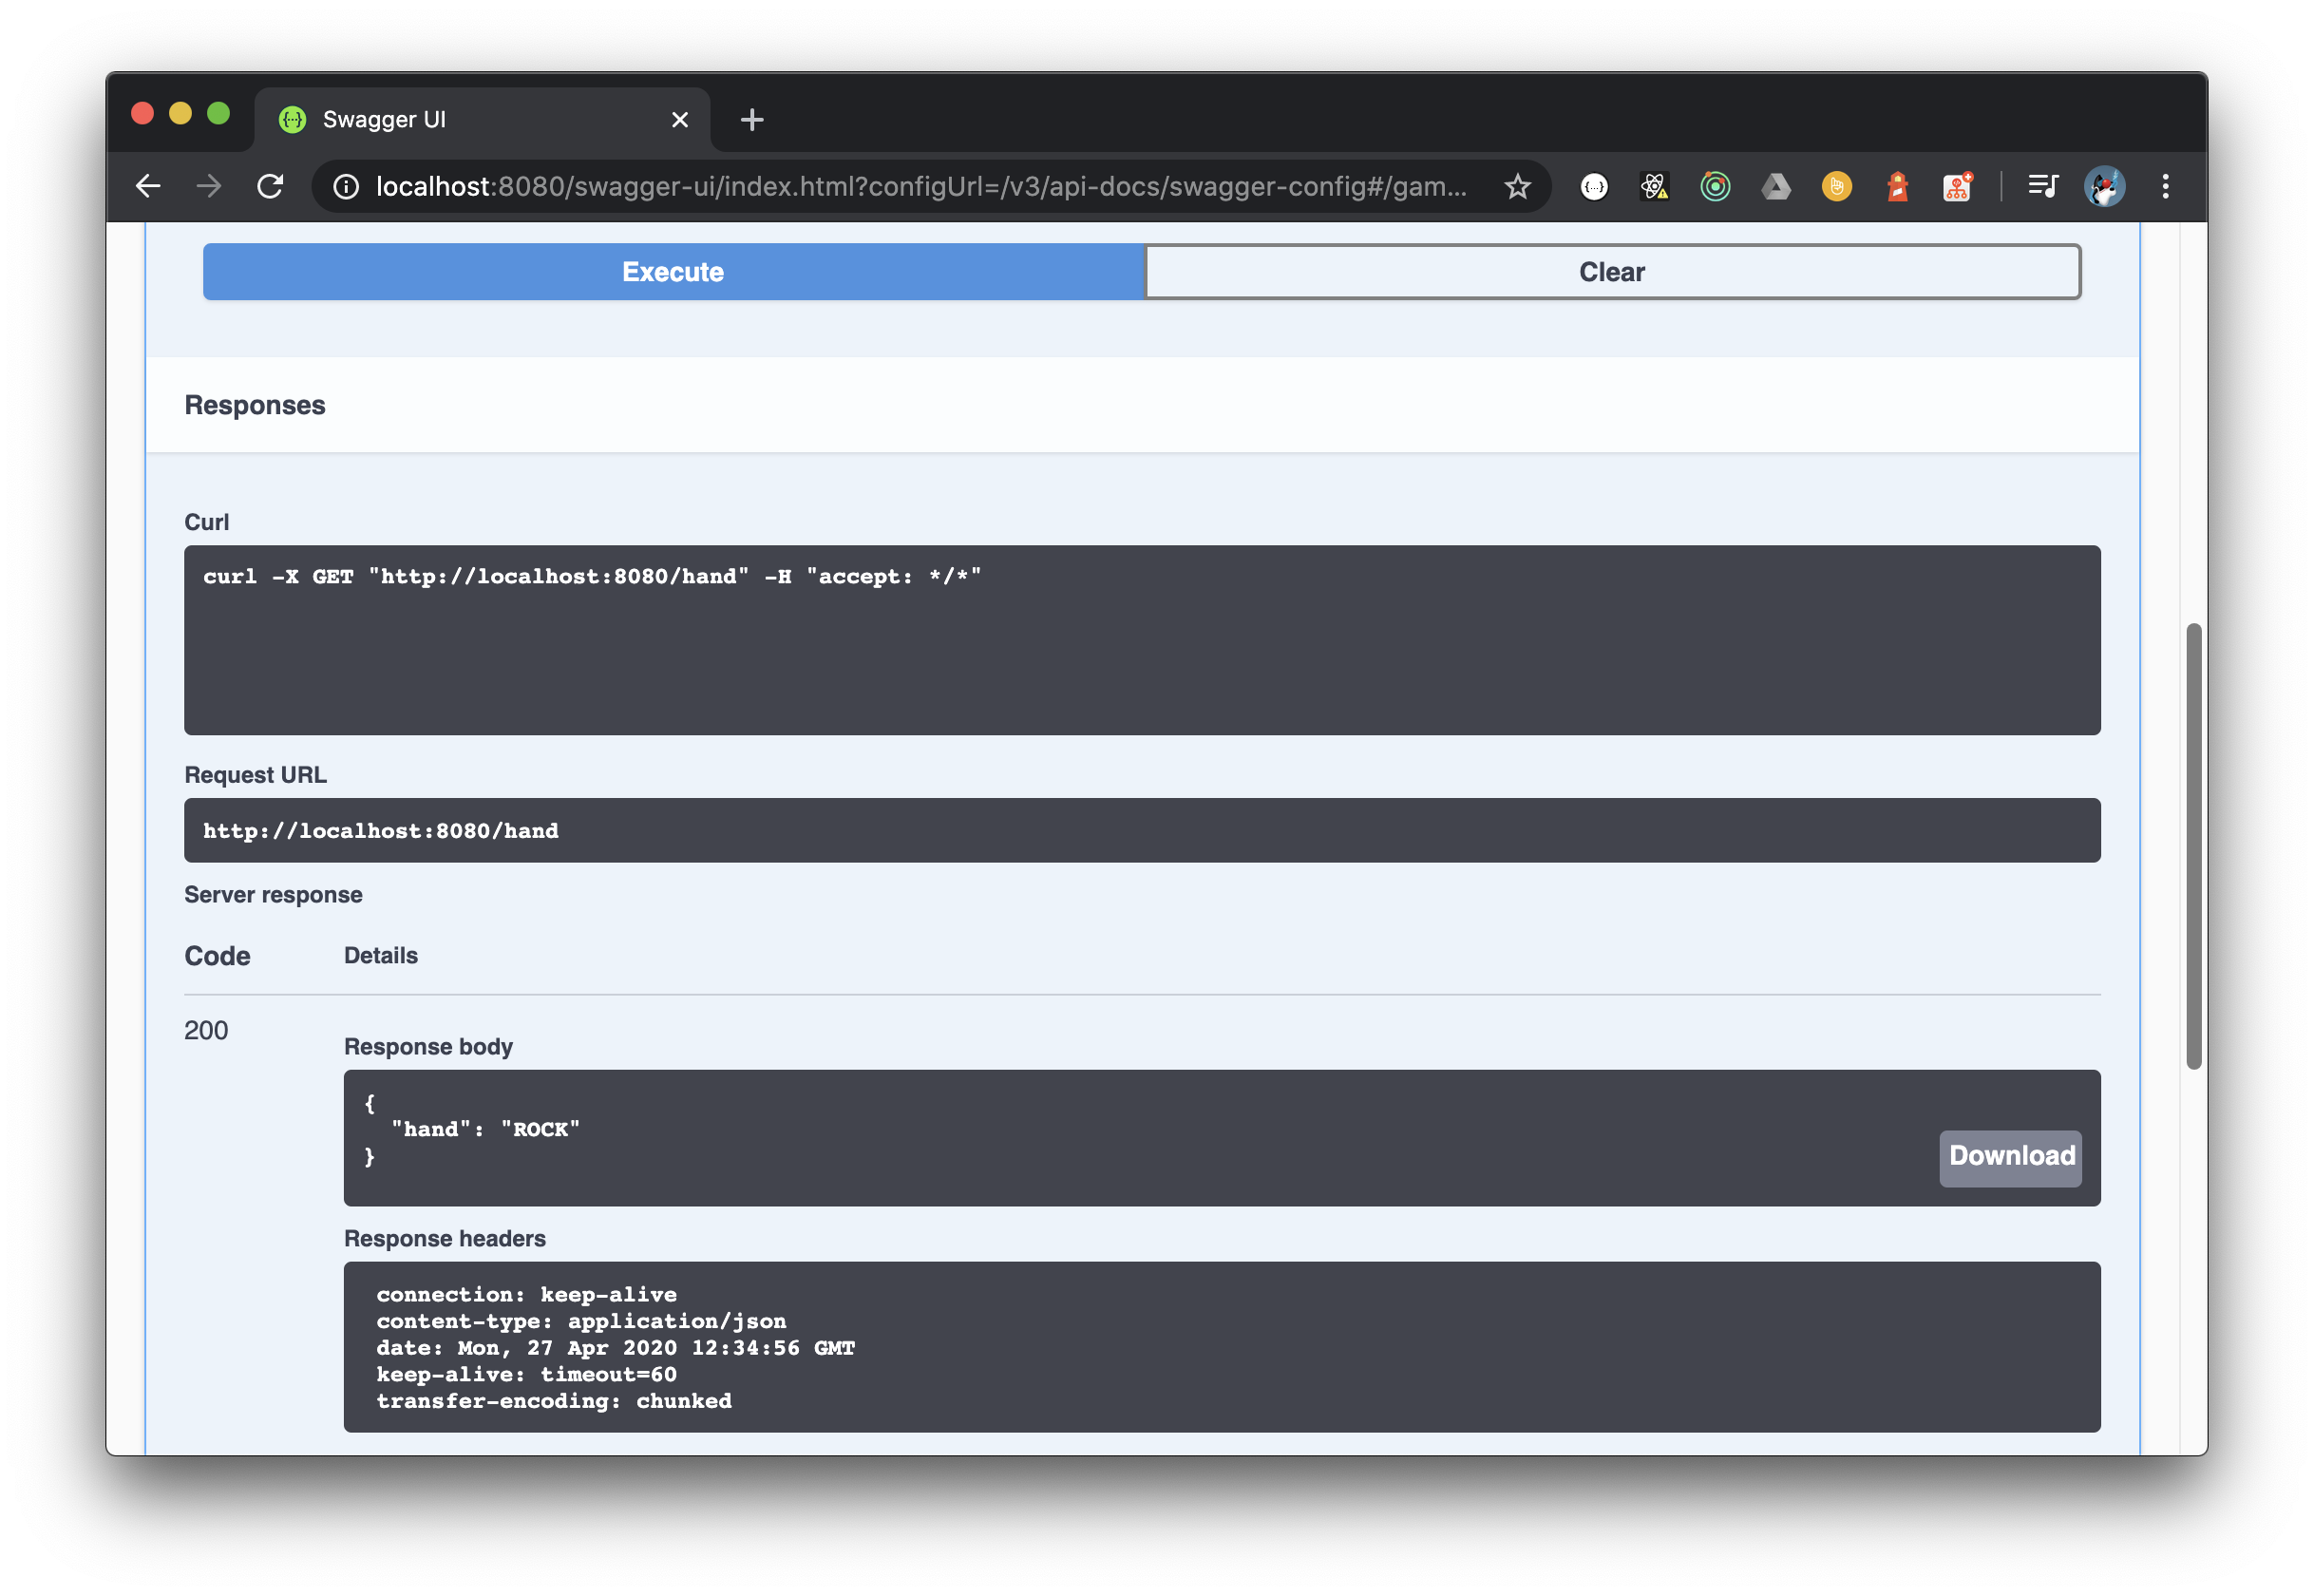 Swagger UI
localhost:8080/swagger-ui/index.html?configUrl=/v3/api-docs/swagger-config#/gam...
Execute
Clear
Responses
Curl
curl -X GET "http://localhost:8080/hand" -H "accept: */*"
Request URL
http://localhost:8080/hand
Server response
Code Details
200
Response body
{
"hand": "ROCK"
}
Download
Response headers
connection: keep-alive
content-type: application/json
date: Mon, 27 Apr 2020 12:34:56 GMT
keep-alive: timeout=60
transfer-encoding: chunked